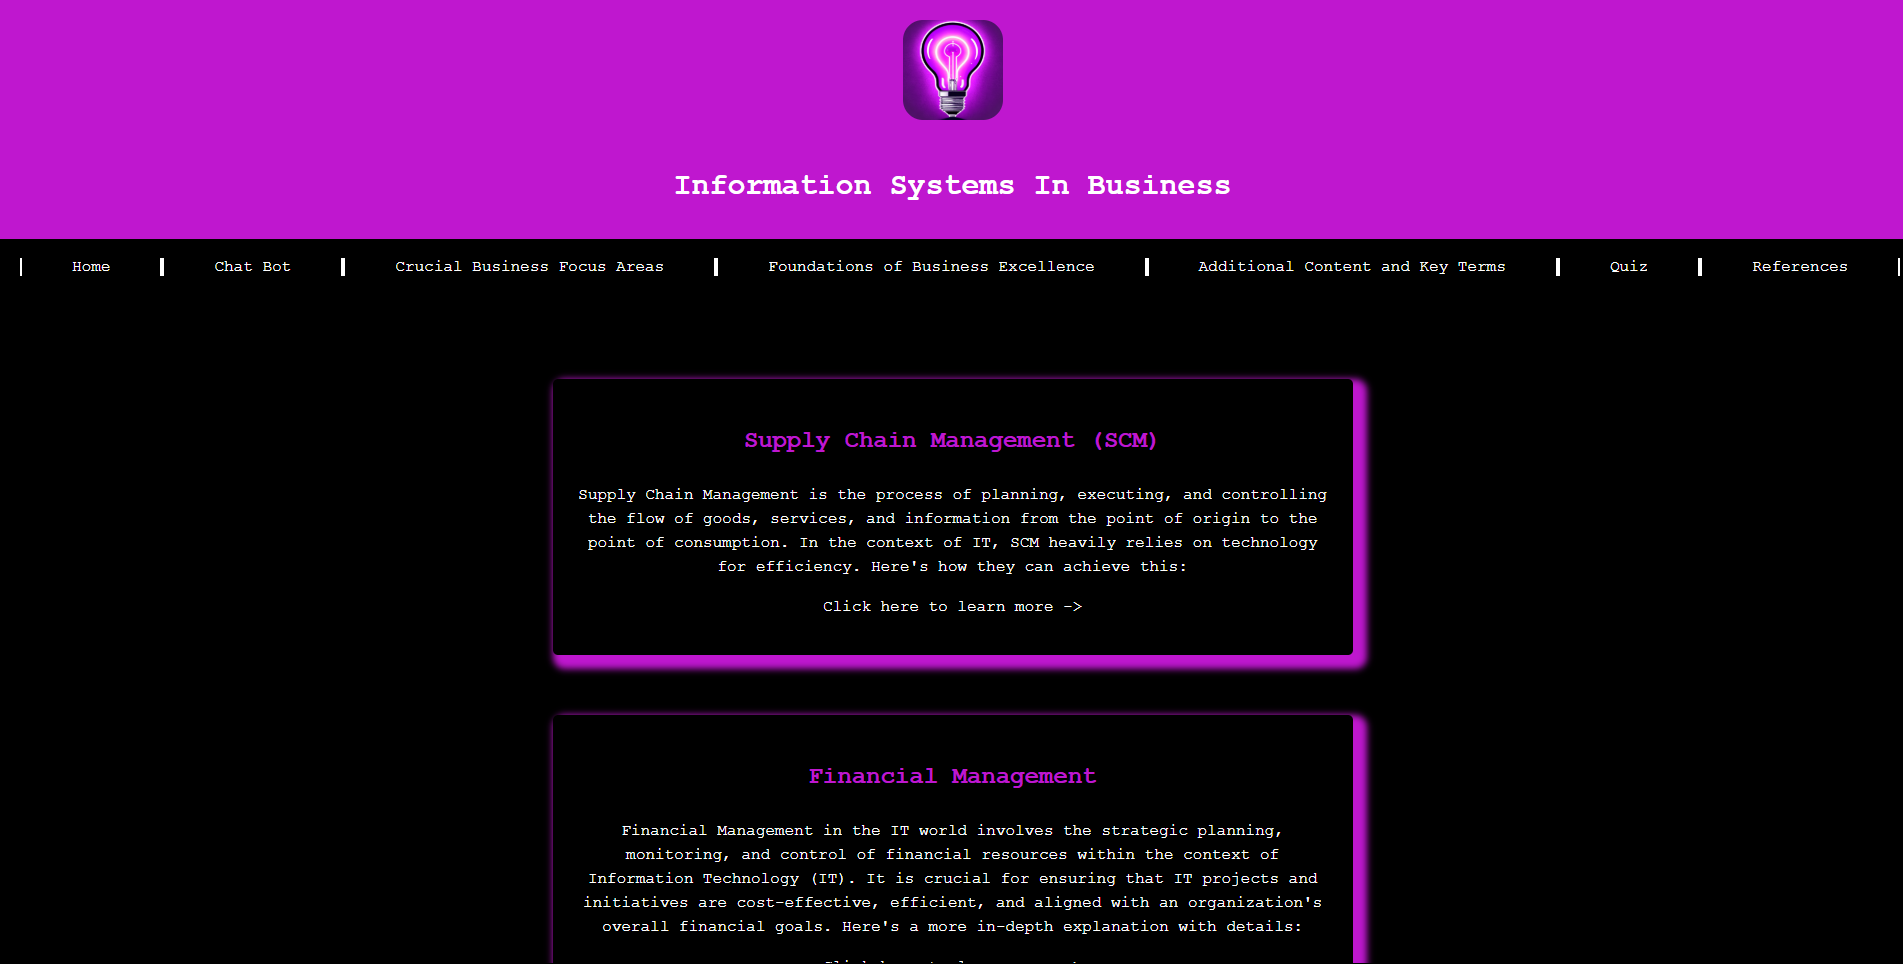 Information Systems In Business
Home
Chat Bot
Crucial Business Focus Areas
Foundations of Business Excellence
Additional Content and Key Terms
Quiz
References
Supply Chain Management (SCM)
Supply Chain Management is the process of planning, executing, and controlling
the flow of goods, services, and information from the point of origin to the
point of consumption. In the context of IT, SCM heavily relies on technology
for efficiency. Here's how they can achieve this:
Click here to learn more ->
Financial Management
Financial Management in the IT world involves the strategic planning,
monitoring, and control of financial resources within the context of
Information Technology (IT). It is crucial for ensuring that IT projects and
initiatives are cost-effective, efficient, and aligned with an organization's
overall financial goals. Here's a more in-depth explanation with details: